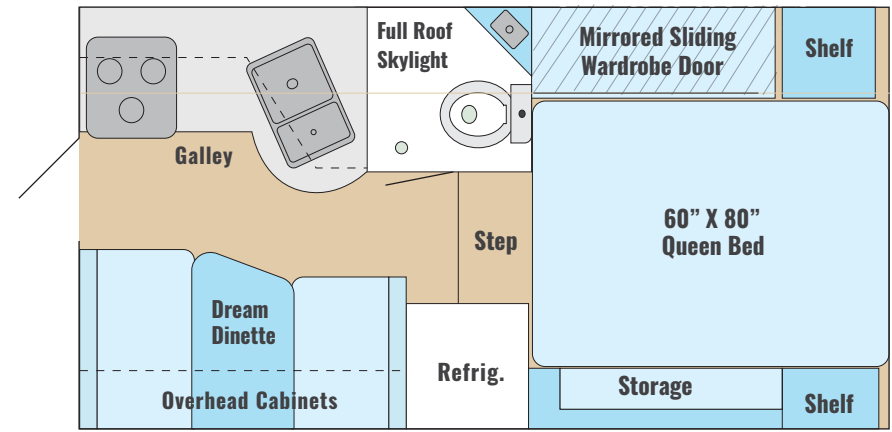 Full Roof
Skylight
Mirrored Sliding
Wardrobe Door
Shelf
Galley
60” X 80”
Queen Bed
Step
Dream
Dinette
Refrig.
Overhead Cabinets
Storage
Shelf